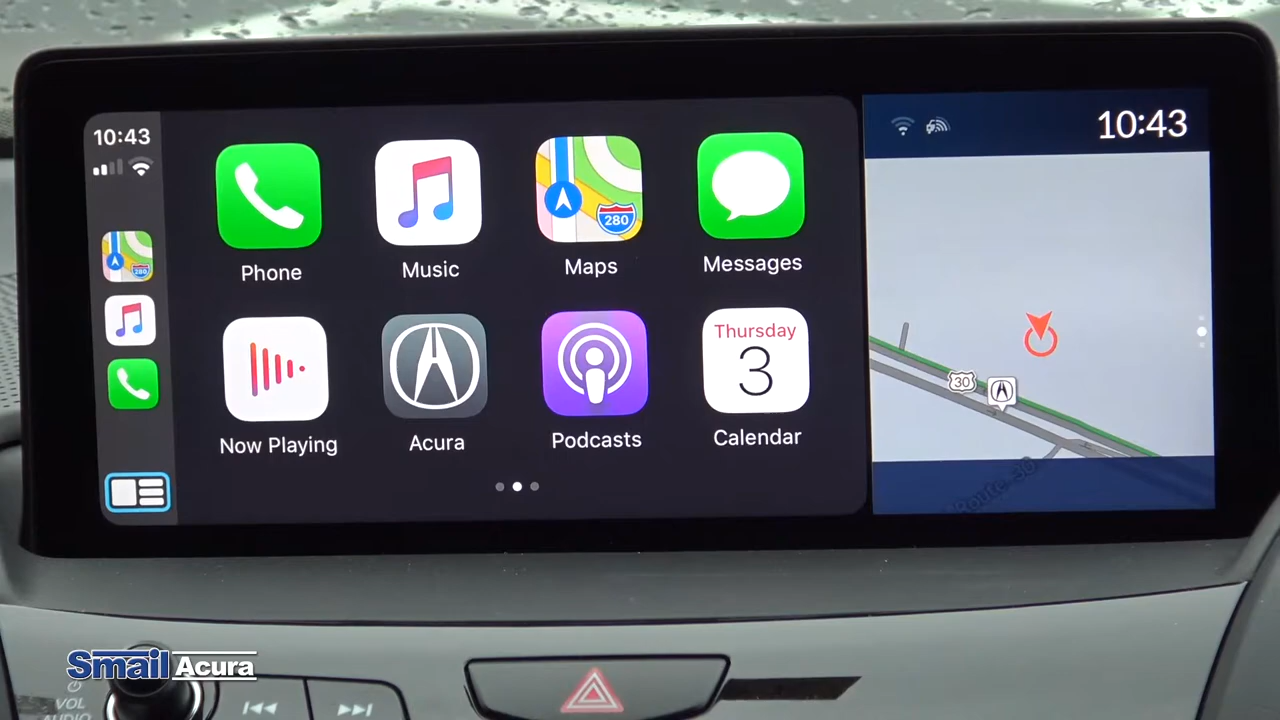 10:43
280
Phone
Music
280
Maps
Messages
Now Playing
Acura
Podcasts
Thursday
3
Calendar
10:43
30
Route 30
Smail Acura
VOL
AUDIO